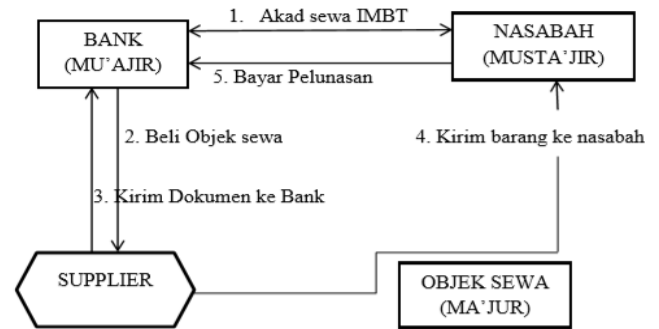 1. Akad sewa IMBT
BANK
(MU'AJIR)
NASABAH
(MUSTA'JIR)
5. Bayar Pelunasan
2. Beli Objek sewa
4. Kirim barang ke nasabah
3. Kirim Dokumen ke Bank
SUPPLIER
OBJEK SEWA
(MA'JUR)